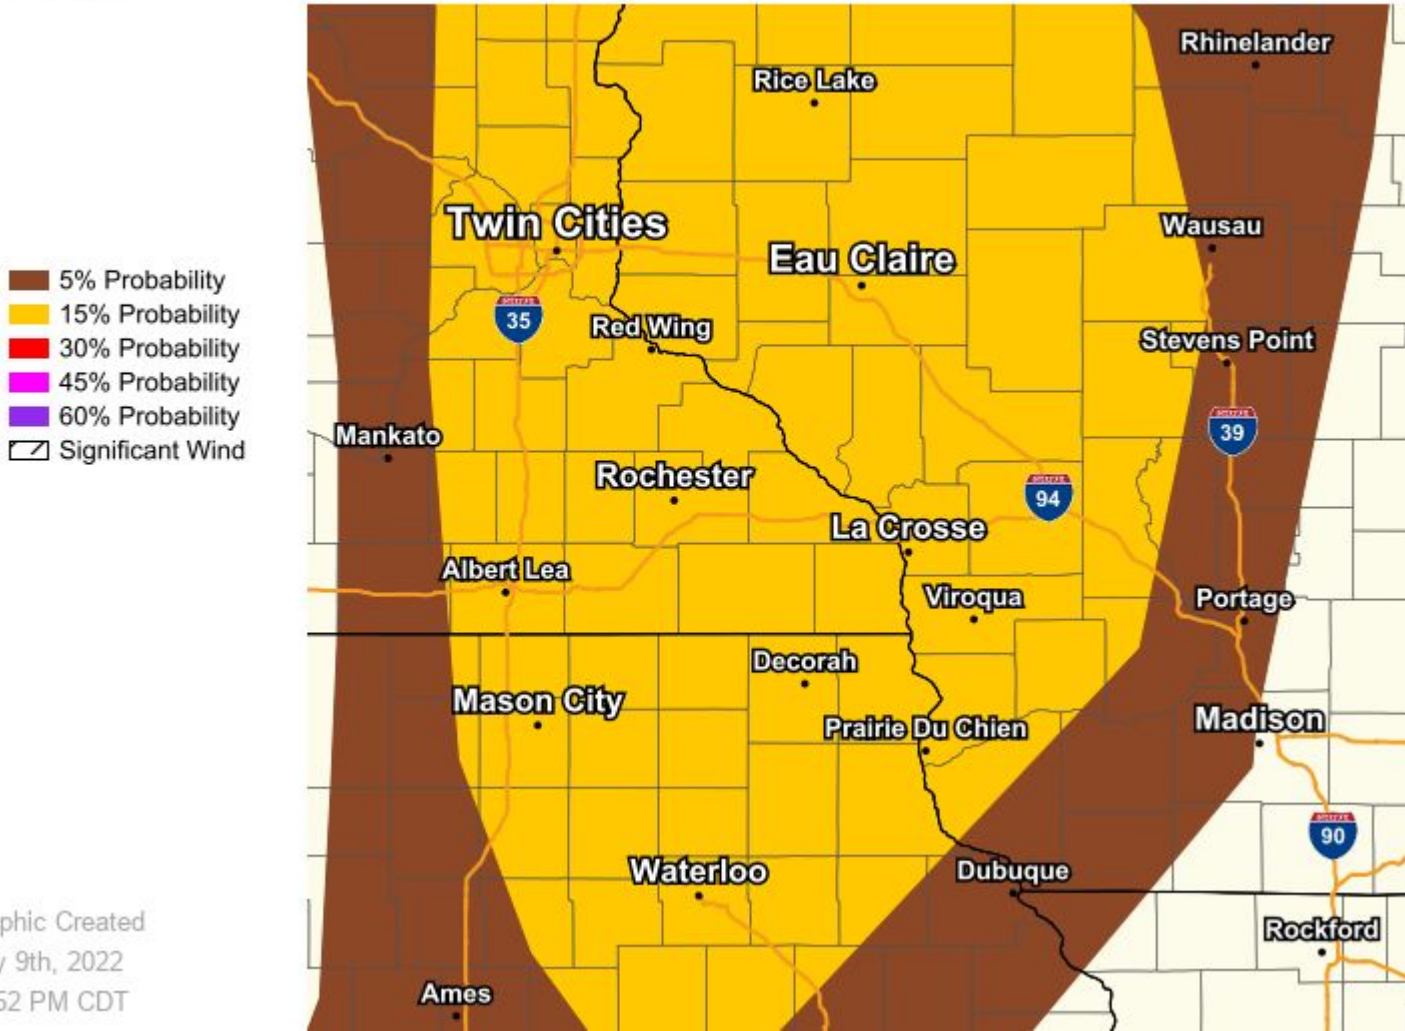 Rhinelander
Rice Lake
Twin Cities
Wausau
Eau Claire
5% Probability
15% Probability
35
Red Wing
30% Probability
Stevens Point
45% Probability
60% Probability
Mankato
39
Significant Wind
Rochester
94
La Crosse
Albert Lea
Viroqua
Portage
Decorah
Mason City
Prairie Du Chien
Madison
90
Waterloo
Dubuque
phic Created
Rockford
y 9th, 2022
Ames
52 PM CDT